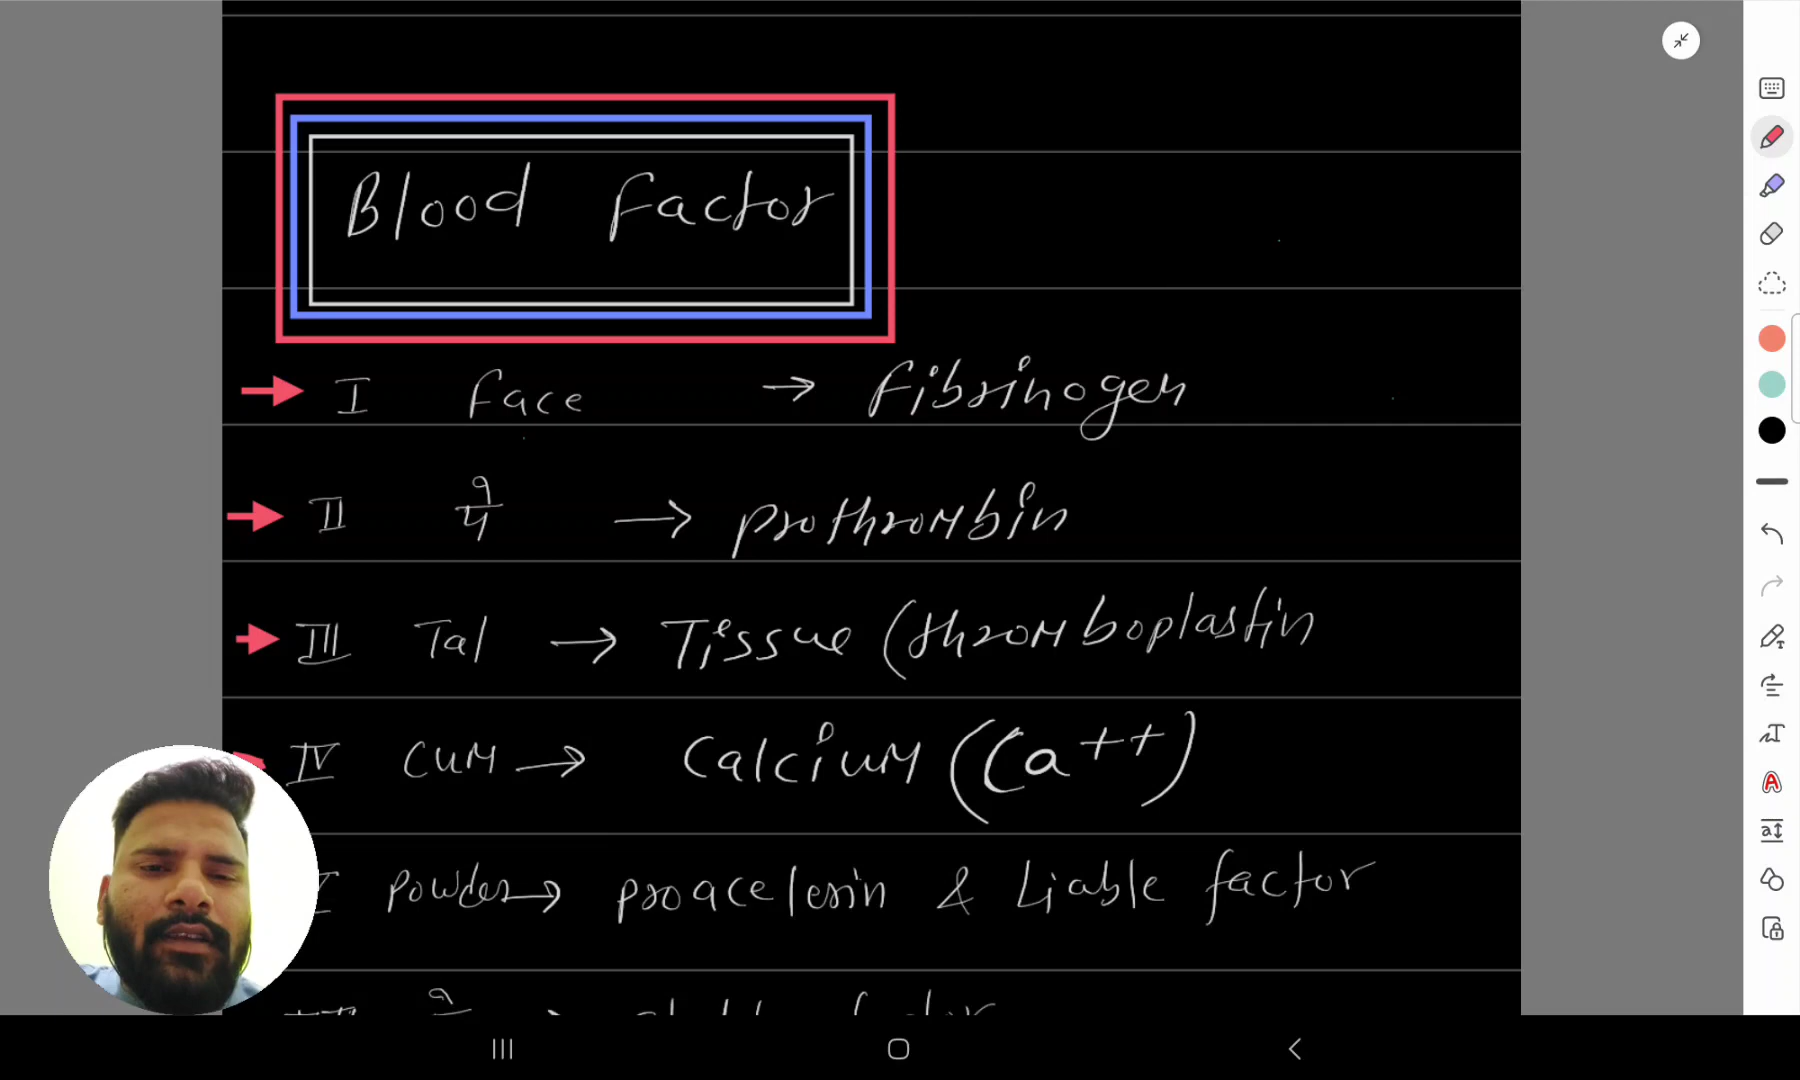 Blood factor
I Face → Fibrinogen
II पे → prothrombin
III Tal → Tissue (thromboplastin
IV CUM → Calcium (Ca++)
Powder → proacelerin & Liable factor